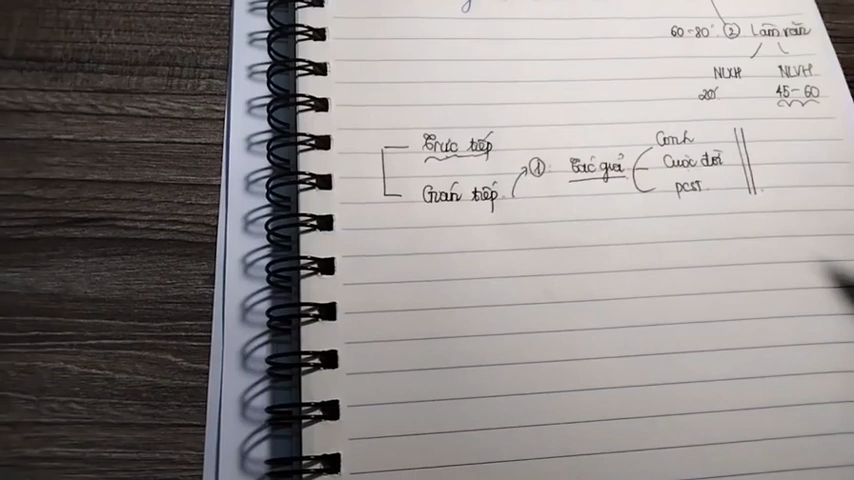 60-80' ② Làm văn
NLXH NLVH
20' 45-60
Trực tiếp
Gián tiếp ① Tác giả
Cmh
Cuộc đời
pcst